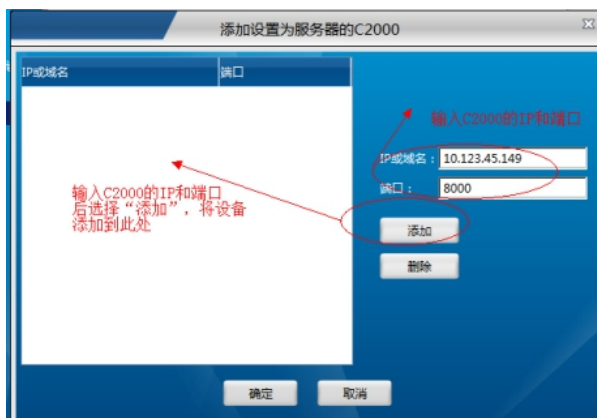 添加设置为服务器的C2000
IP或域名 端口
输入C2000的IP和端口
IP或域名： 10.123.45.149
端口： 8000
输入C2000的IP和端口
后选择“添加”，将设备
添加到此处
添加
删除
确定 取消